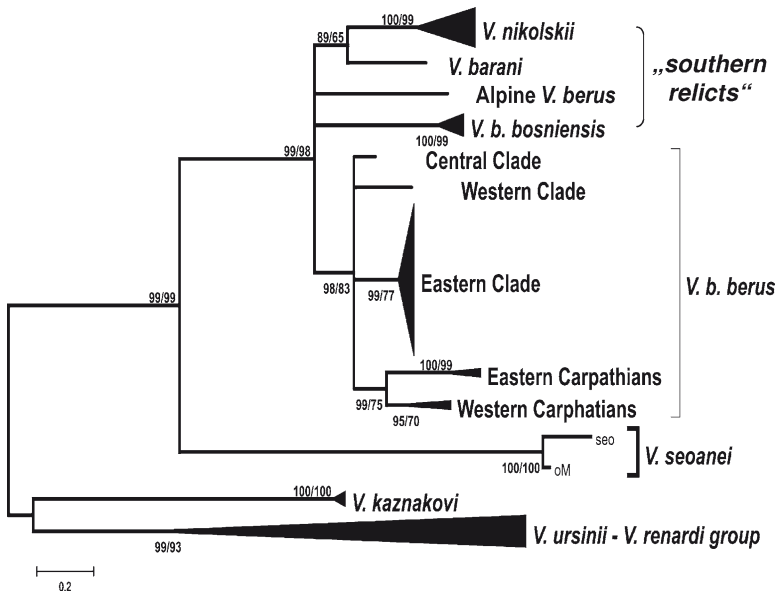 100/99
V. nikolskii
89/65
V. barani
„southern
relicts“
Alpine V. berus
V. b. bosniensis
100/99
99/98
Central Clade
Western Clade
Eastern Clade
98/83
99/77
V. b. berus
99/99
100/99
Eastern Carpathians
99/75
Western Carphatians
95/70
seo
V. seoanei
100/100
oM
100/100
V. kaznakovi
V. ursinii - V. renardi group
99/93
0.2